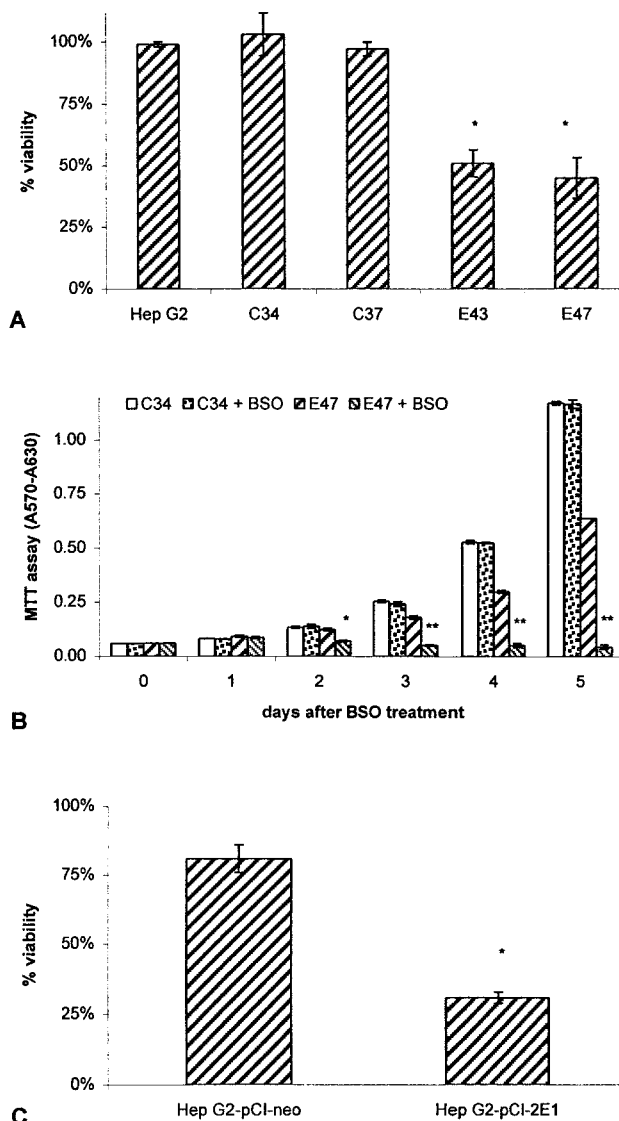 100%
75%
50%
25%
0%
% viability
* *
Hep G2 C34 C37 E43 E47
A
C34 C34 + BSO E47 E47 + BSO
1.00
0.75
0.50
0.25
0.00
MTT assay (A570-A630)
* ** ** **
0 1 2 3 4 5
days after BSO treatment
B
100%
75%
50%
25%
0%
% viability
*
Hep G2-pCI-neo Hep G2-pCI-2E1
C